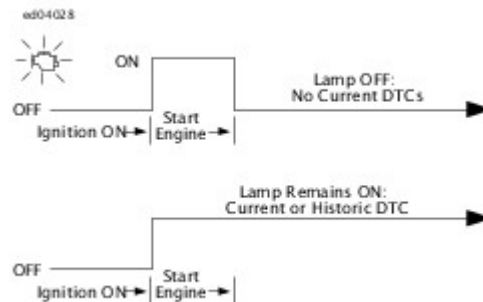 ed04028
ON
Lamp OFF:
No Current DTCs
OFF
Ignition ON
Start
Engine
Lamp Remains ON:
Current or Historic DTC
OFF
Ignition ON
Start
Engine